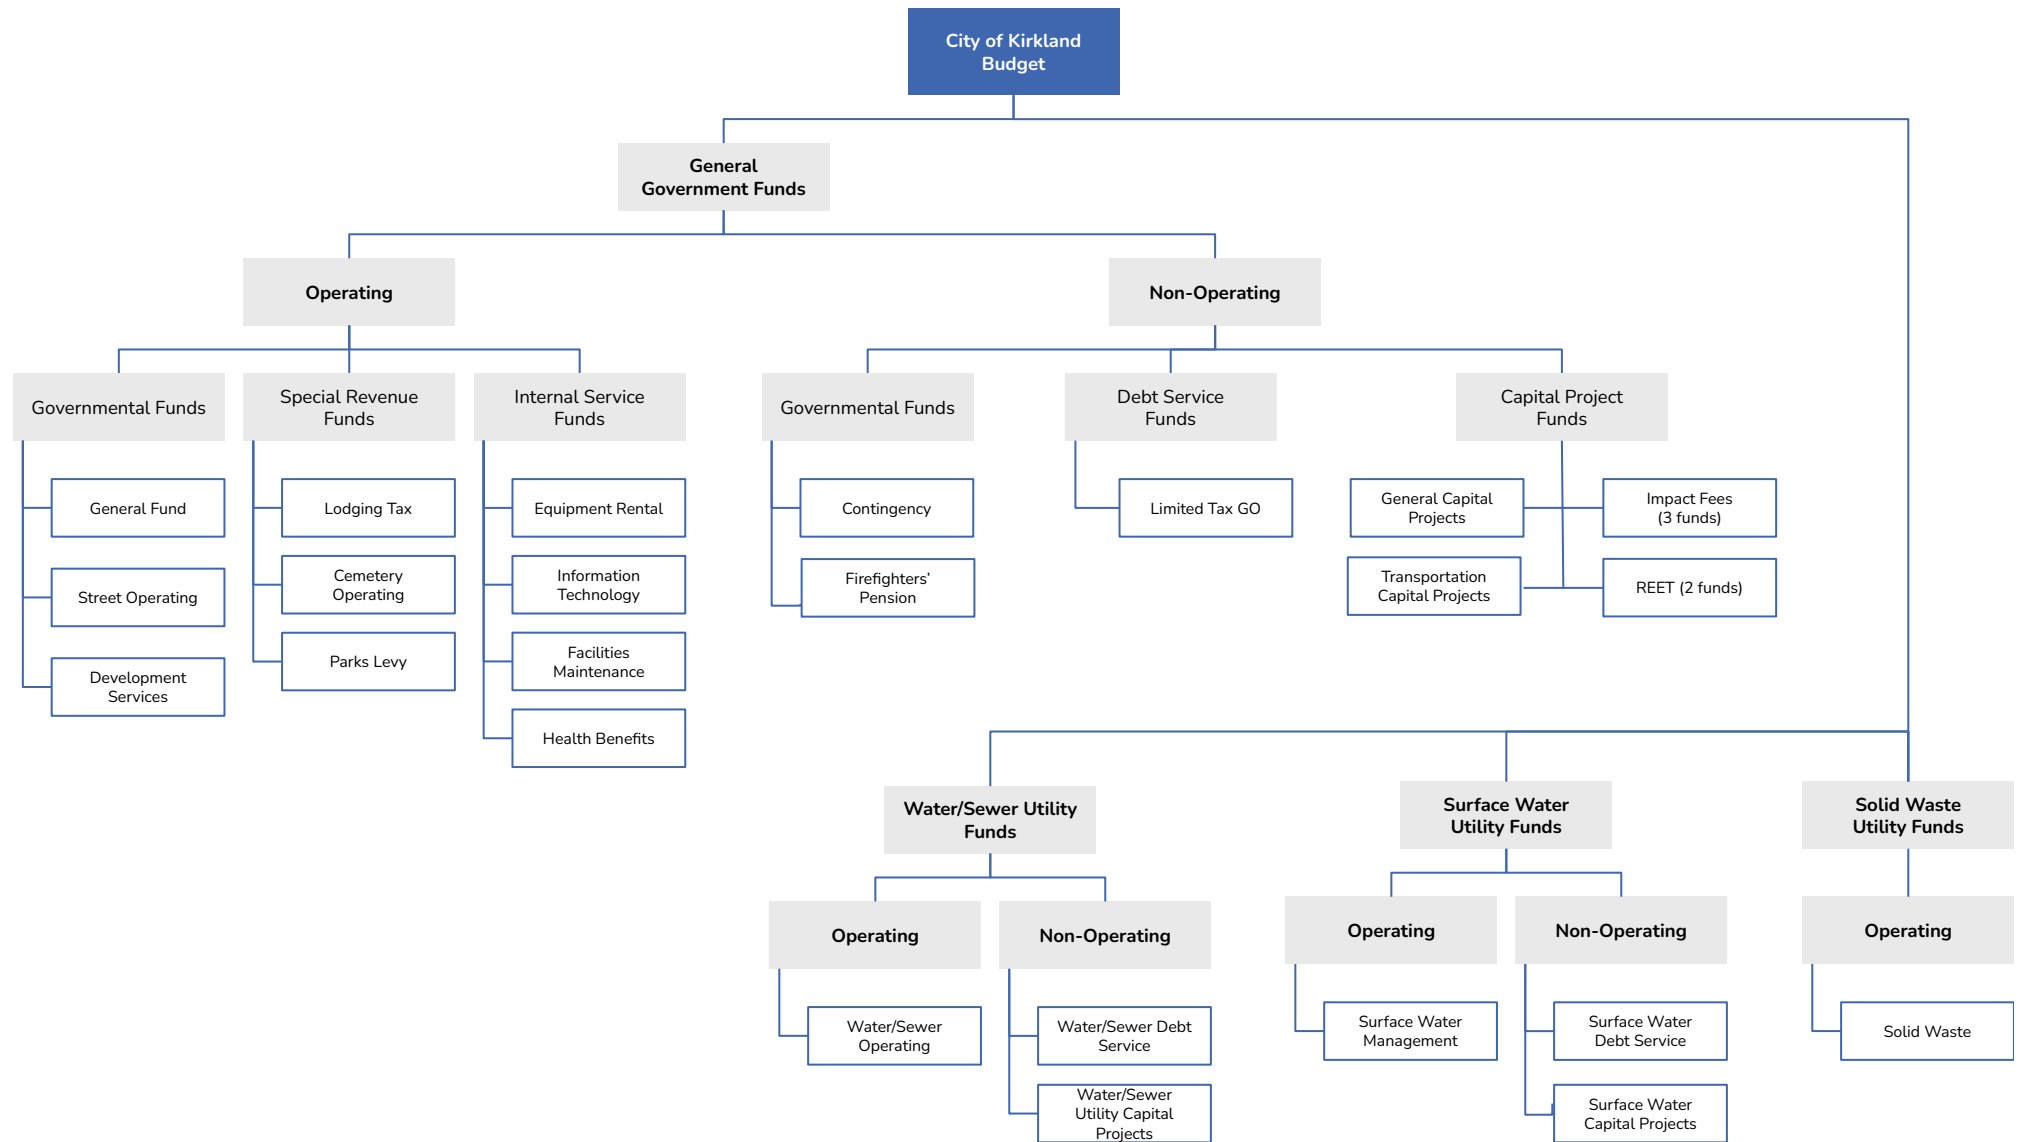 City of Kirkland
Budget
General
Government Funds
Operating
Non-Operating
Governmental Funds
Special Revenue
Funds
Internal Service
Funds
Governmental Funds
Debt Service
Funds
Capital Project
Funds
General Fund
Street Operating
Development
Services
Lodging Tax
Cemetery
Operating
Parks Levy
Equipment Rental
Information
Technology
Facilities
Maintenance
Health Benefits
Contingency
Firefighters’
Pension
Limited Tax GO
General Capital
Projects
Impact Fees
(3 funds)
Transportation
Capital Projects
REET (2 funds)
Water/Sewer Utility
Funds
Surface Water
Utility Funds
Solid Waste
Utility Funds
Operating
Non-Operating
Operating
Non-Operating
Operating
Water/Sewer
Operating
Water/Sewer Debt
Service
Water/Sewer
Utility Capital
Projects
Surface Water
Management
Surface Water
Debt Service
Surface Water
Capital Projects
Solid Waste